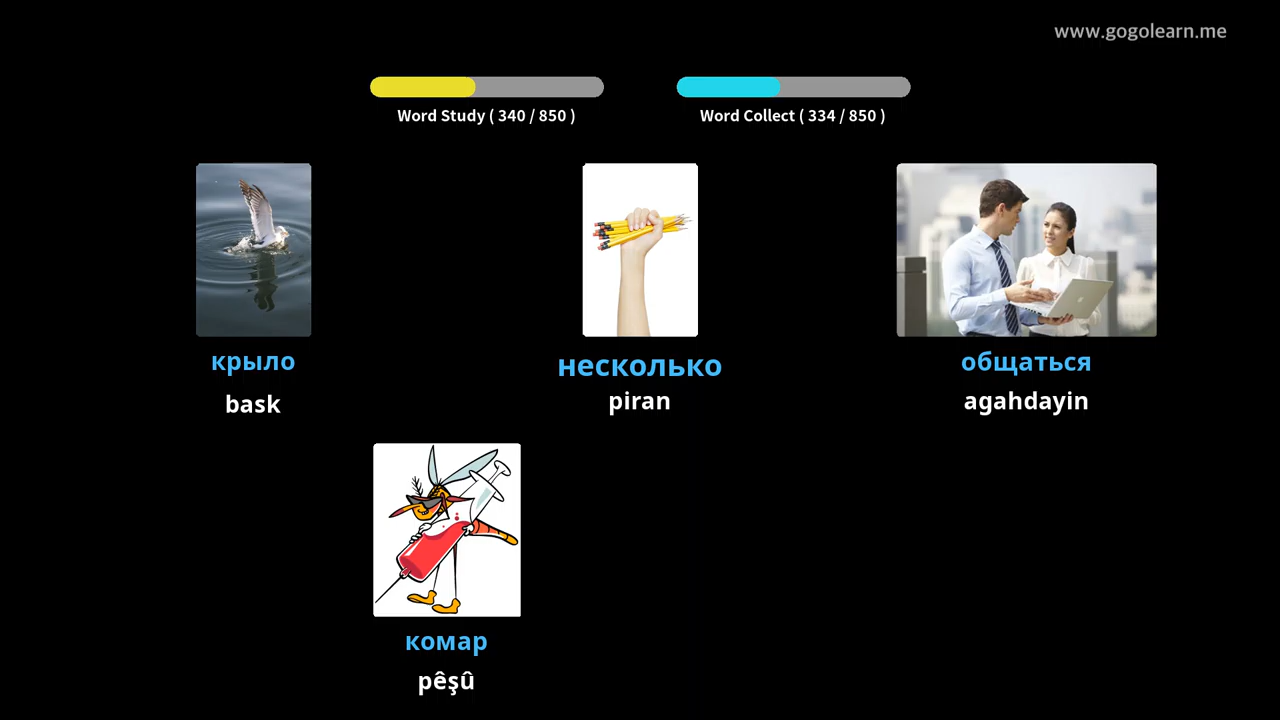 www.gogolearn.me
Word Study ( 340 / 850 )
Word Collect ( 334 / 850 )
крыло
bask
несколько
piran
общаться
agahdayin
комар
pêşû